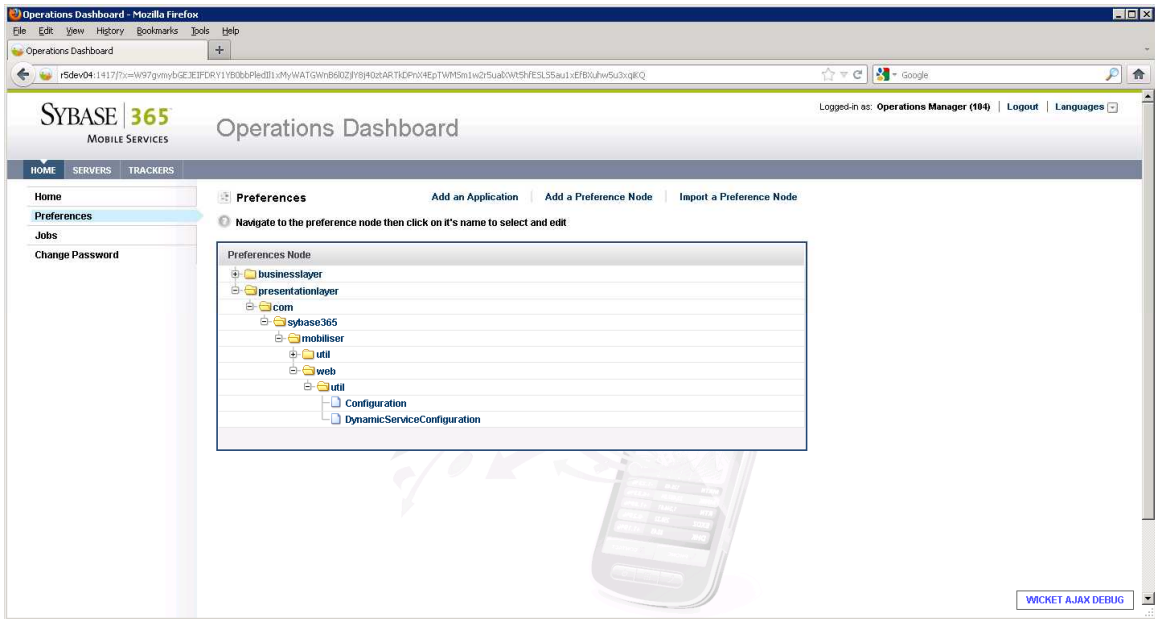 Operations Dashboard - Mozilla Firefox
File Edit View History Bookmarks Tools Help
Operations Dashboard
Google
SYBASE 365
MOBILE SERVICES
Operations Dashboard
Logged-in as: Operations Manager (104) Logout Languages
HOME SERVERS TRACKERS
Home
Preferences
Jobs
Change Password
Preferences Add an Application Add a Preference Node Import a Preference Node
Navigate to the preference node then click on it's name to select and edit
Preferences Node
businesslayer
presentationlayer
com
sybase365
mobiliser
util
web
util
Configuration
DynamicServiceConfiguration
WICKET AJAX DEBUG